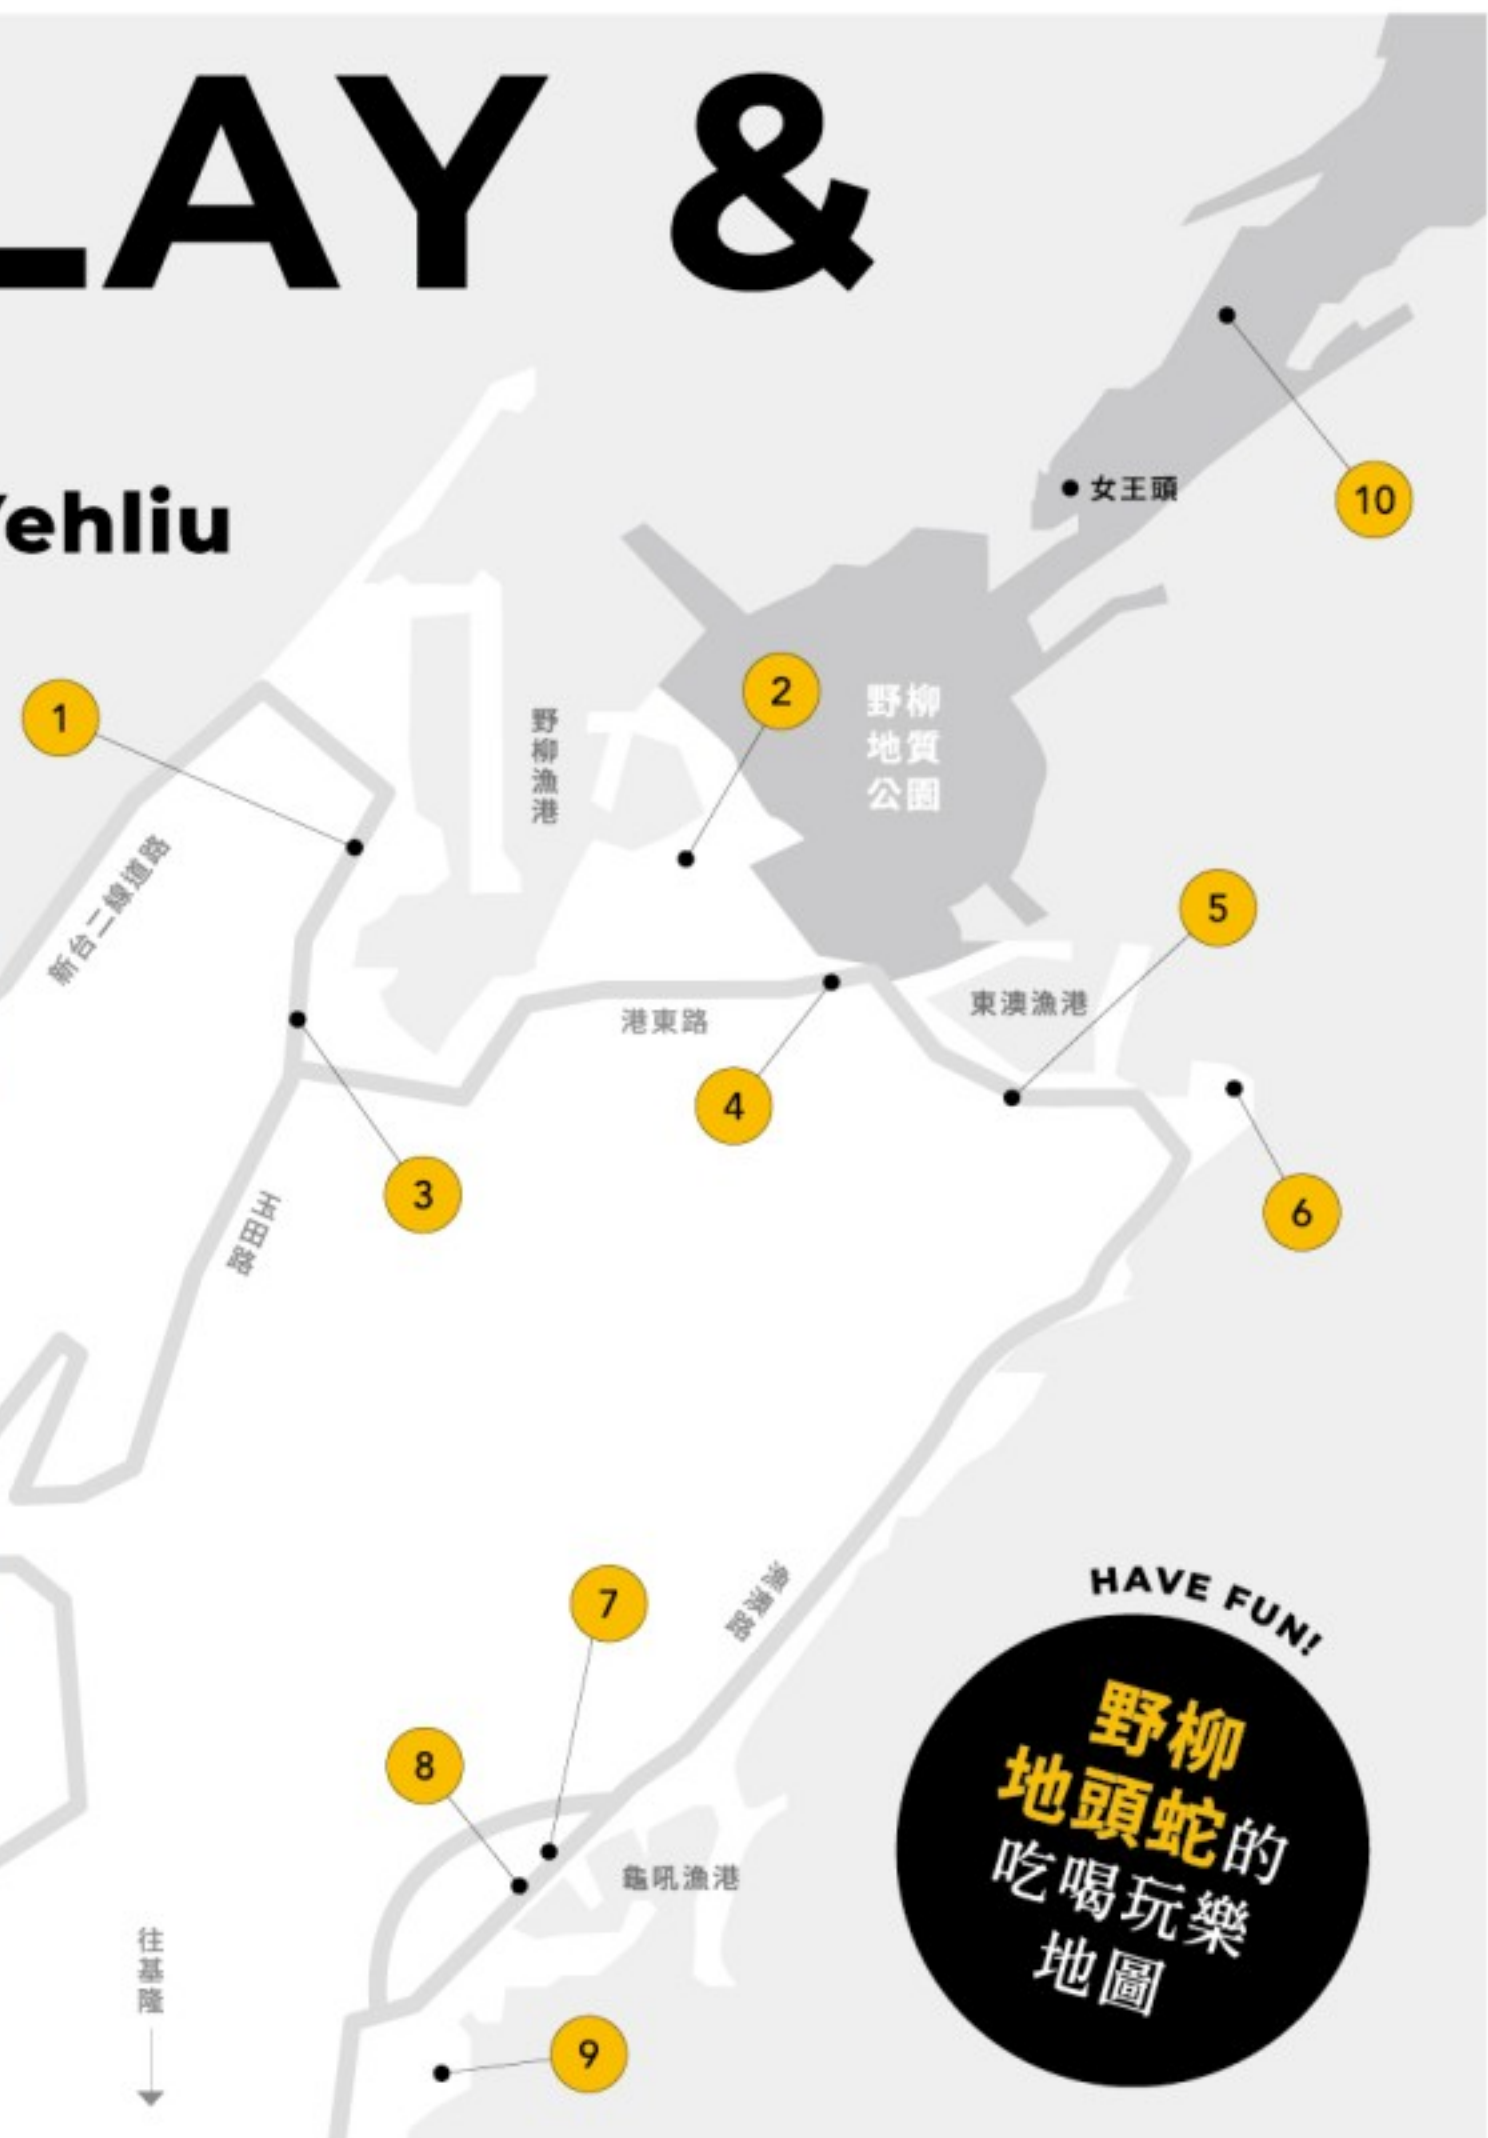 LAY &
ehliu
女王頭
10
1
2
野柳
地質
公園
野柳漁港
新台二線道路
5
東澳漁港
港東路
4
3
6
玉田路
7
漁澳路
8
龜吼漁港
9
往基隆
HAVE FUN!
野柳
地頭蛇的
吃喝玩樂
地圖